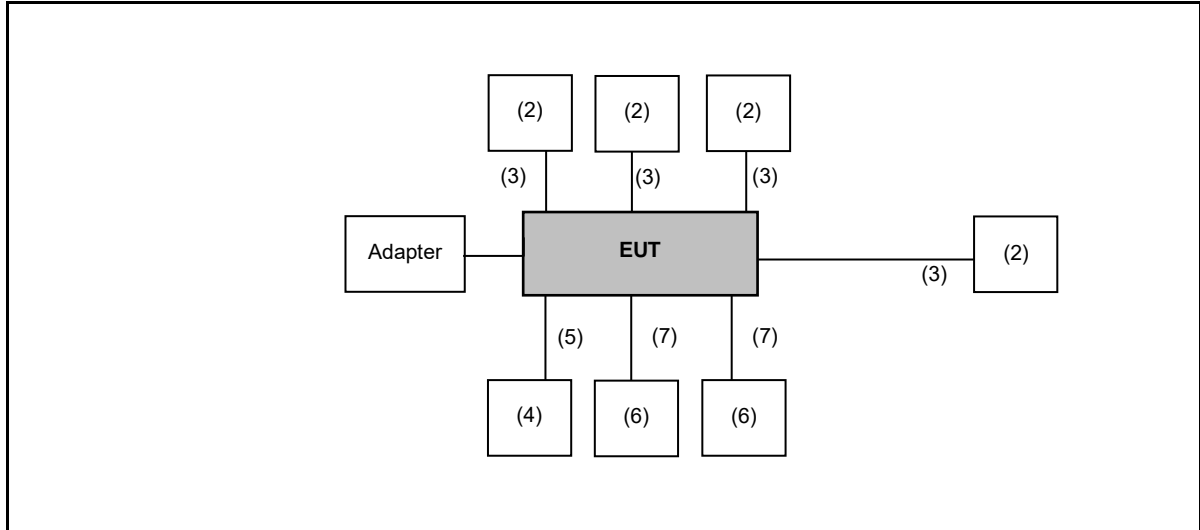 (2) (2) (2)
(3) (3) (3)
Adapter EUT (2)
(3)
(5) (7) (7)
(4) (6) (6)